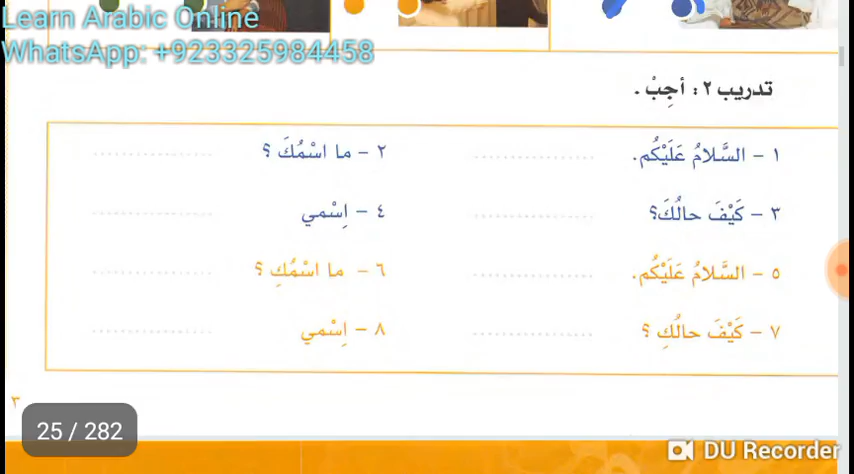 Learn Arabic Online
WhatsApp: +923325984458
تدريب ٢ : أجِبْ .
١ - السَّلامُ عَلَيْكُم. .................... ٢ - ما اسْمُكَ ؟ ....................
٣ - كَيْفَ حالُكَ؟ .................... ٤ - اِسْمي ....................
٥ - السَّلامُ عَلَيْكُم. .................... ٦ - ما اسْمُكِ ؟ ....................
٧ - كَيْفَ حالُكِ ؟ .................... ٨ - اِسْمي ....................
٣
25 / 282
DU Recorder